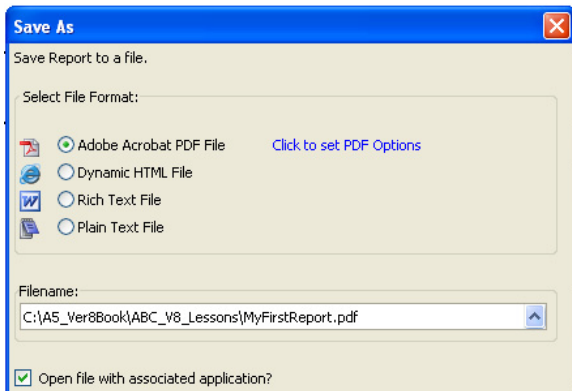 Save As
Save Report to a file.
Select File Format:
Adobe Acrobat PDF File Click to set PDF Options
Dynamic HTML File
Rich Text File
Plain Text File
Filename:
C:\A5_Ver8Book\ABC_V8_Lessons\MyFirstReport.pdf
Open file with associated application?